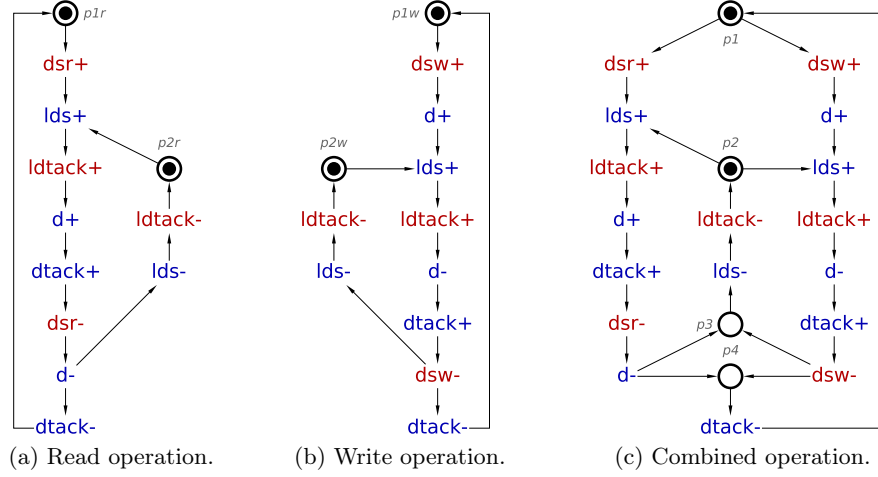 p1r
dsr+
lds+
p2r
ldtack+
d+
ldtack-
dtack+
lds-
dsr-
d-
dtack-
(a) Read operation.
p1w
dsw+
d+
p2w
lds+
ldtack-
ldtack+
lds-
d-
dtack+
dsw-
dtack-
(b) Write operation.
p1
dsr+
dsw+
lds+
d+
p2
ldtack+
lds+
d+
ldtack-
ldtack+
dtack+
lds-
d-
dsr-
p3
dtack+
p4
d-
dsw-
dtack-
(c) Combined operation.